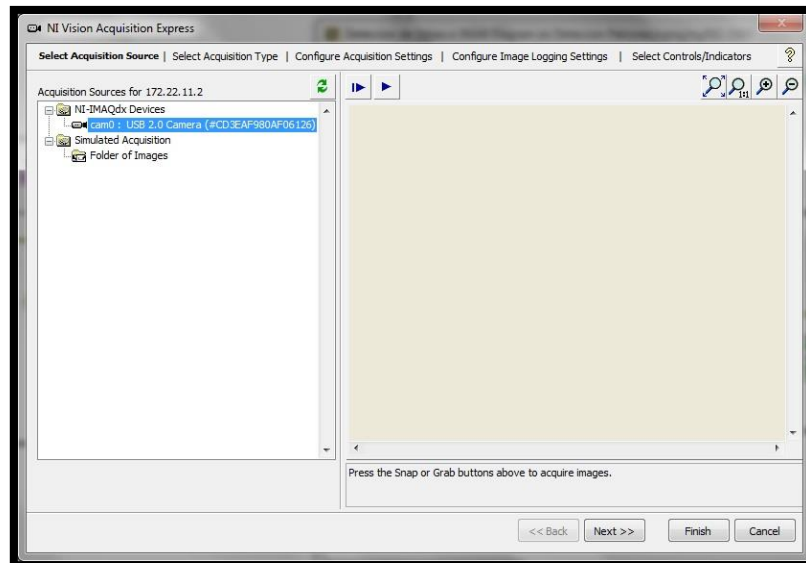 NI Vision Acquisition Express
Select Acquisition Source | Select Acquisition Type | Configure Acquisition Settings | Configure Image Logging Settings | Select Controls/Indicators
Acquisition Sources for 172.22.11.2
NI-IMAQdx Devices
cam0 : USB 2.0 Camera (#CD3EAF980AF06126)
Simulated Acquisition
Folder of Images
1:1
Press the Snap or Grab buttons above to acquire images.
<< Back Next >> Finish Cancel